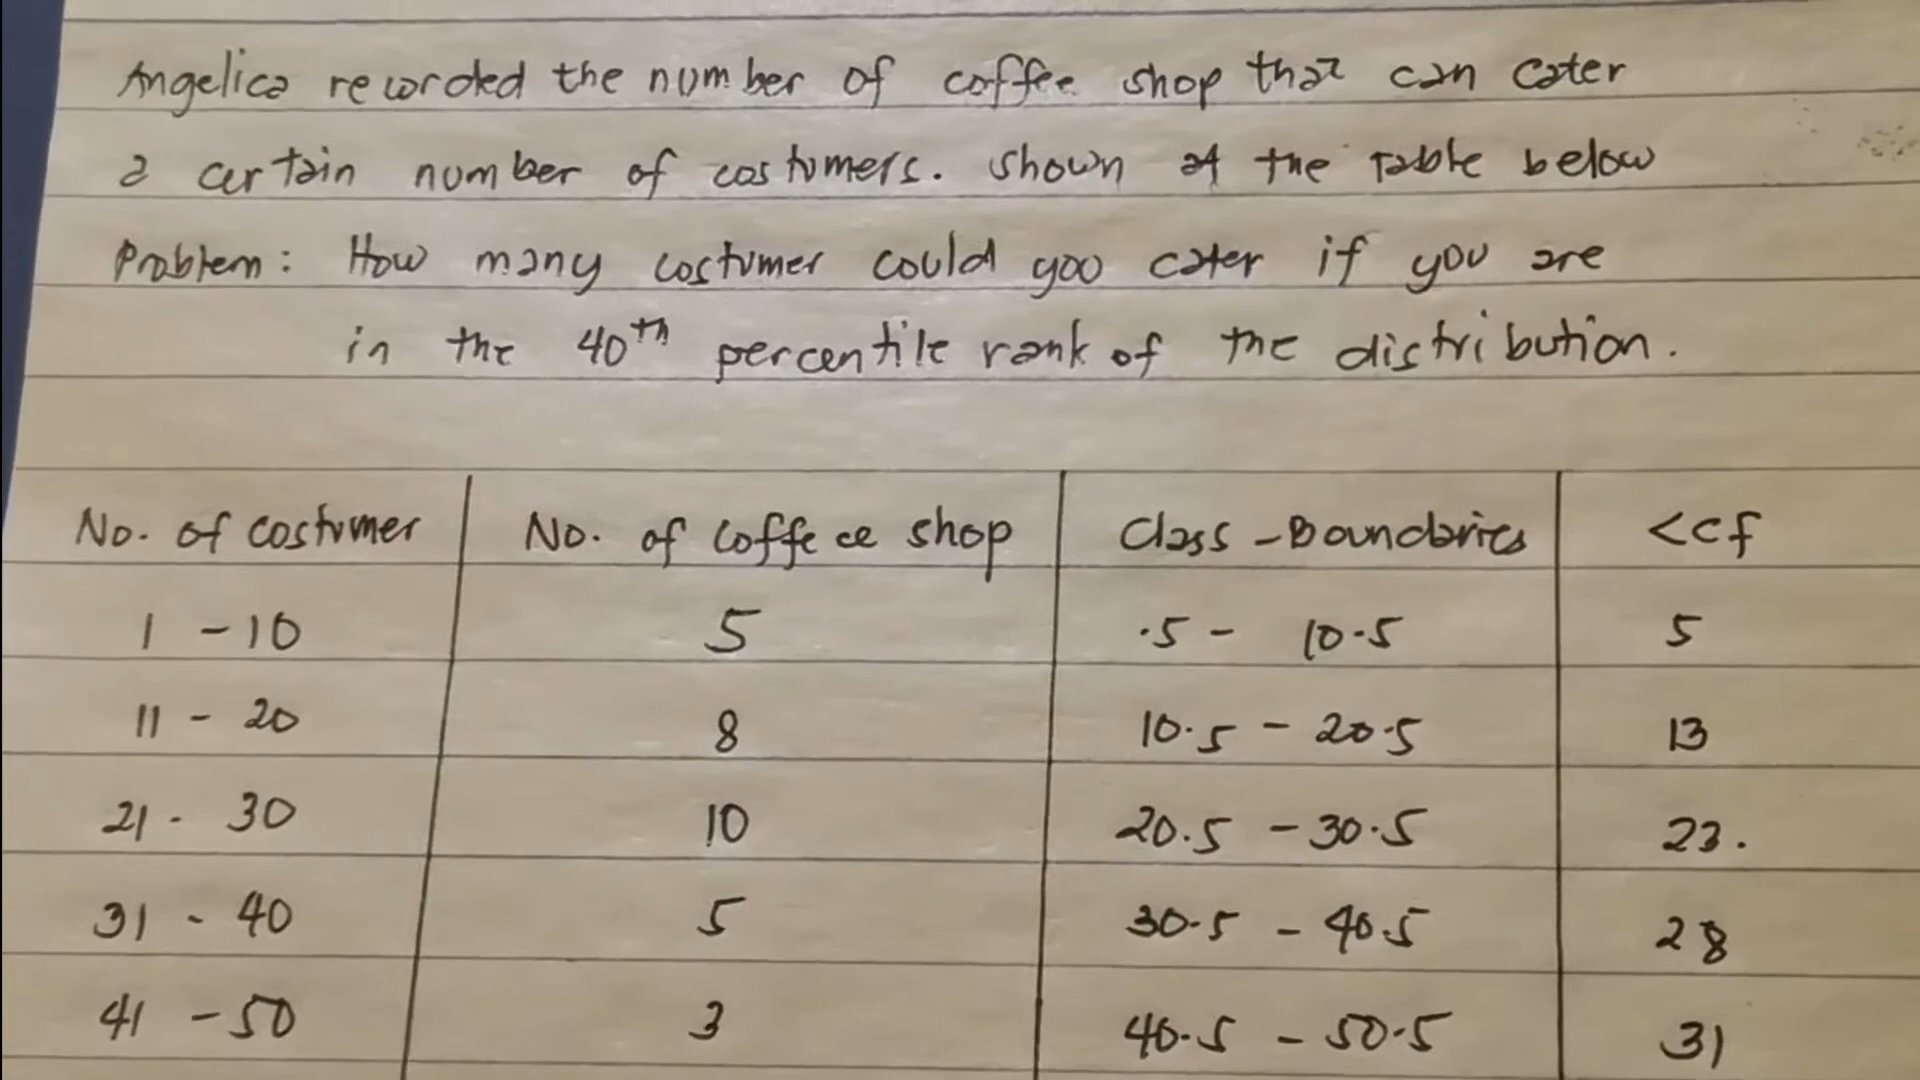 Angelica recorded the number of coffee shop that can cater
a certain number of costumers. Shown at the table below
Problem: How many costumer could you cater if you are
in the 40th percentile rank of the distribution.
No. of costumer No. of coffece shop Class-Boundaries <cf
1 - 10 5 .5 - 10.5 5
11 - 20 8 10.5 - 20.5 13
21 - 30 10 20.5 - 30.5 23.
31 - 40 5 30.5 - 40.5 28
41 - 50 3 40.5 - 50.5 31